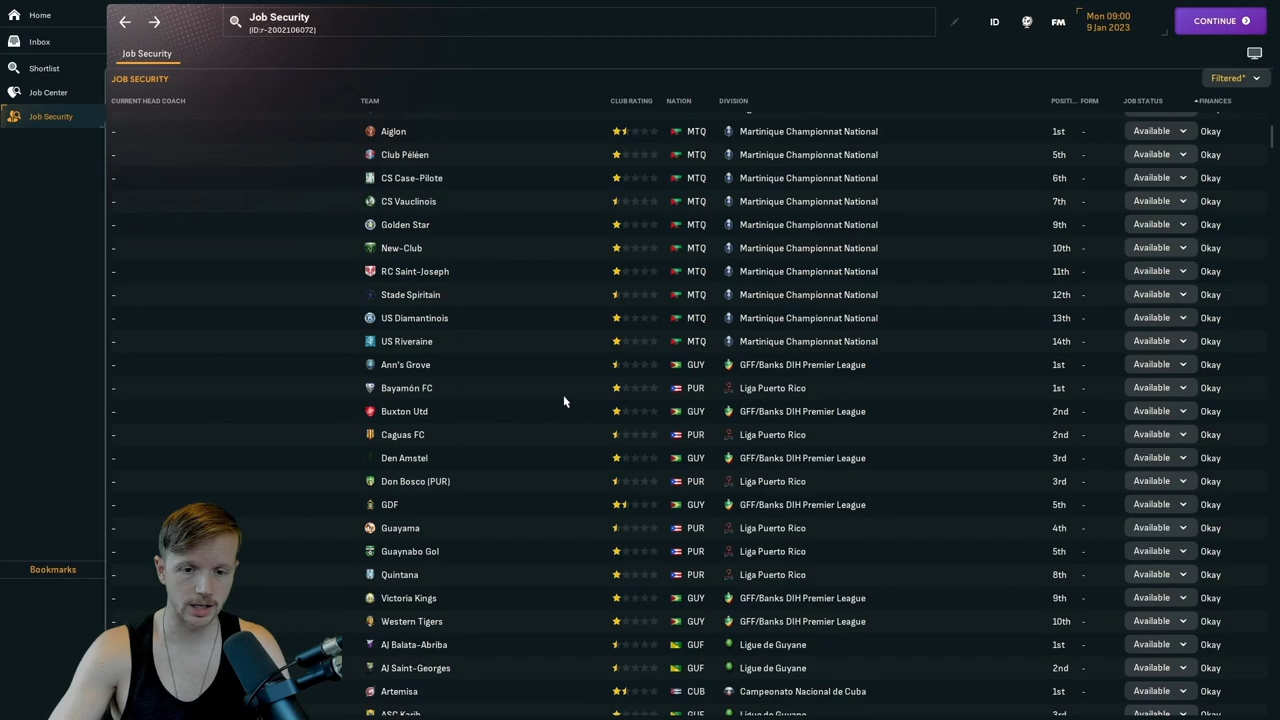 Home
Inbox
Shortlist
Job Center
Job Security
Bookmarks
Job Security
(ID:r-2002106072)
ID
FM
Mon 09:00
9 Jan 2023
CONTINUE
Job Security
JOB SECURITY
Filtered*
CURRENT HEAD COACH TEAM CLUB RATING NATION DIVISION POSITI... FORM JOB STATUS FINANCES
- Aiglon MTQ Martinique Championnat National 1st - Available Okay
- Club Péléen MTQ Martinique Championnat National 5th - Available Okay
- CS Case-Pilote MTQ Martinique Championnat National 6th - Available Okay
- CS Vauclinois MTQ Martinique Championnat National 7th - Available Okay
- Golden Star MTQ Martinique Championnat National 9th - Available Okay
- New-Club MTQ Martinique Championnat National 10th - Available Okay
- RC Saint-Joseph MTQ Martinique Championnat National 11th - Available Okay
- Stade Spiritain MTQ Martinique Championnat National 12th - Available Okay
- US Diamantinois MTQ Martinique Championnat National 13th - Available Okay
- US Riveraine MTQ Martinique Championnat National 14th - Available Okay
- Ann's Grove GUY GFF/Banks DIH Premier League 1st - Available Okay
- Bayamón FC PUR Liga Puerto Rico 1st - Available Okay
- Buxton Utd GUY GFF/Banks DIH Premier League 2nd - Available Okay
- Caguas FC PUR Liga Puerto Rico 2nd - Available Okay
- Den Amstel GUY GFF/Banks DIH Premier League 3rd - Available Okay
- Don Bosco (PUR) PUR Liga Puerto Rico 3rd - Available Okay
- GDF GUY GFF/Banks DIH Premier League 5th - Available Okay
- Guayama PUR Liga Puerto Rico 4th - Available Okay
- Guaynabo Gol PUR Liga Puerto Rico 5th - Available Okay
- Quintana PUR Liga Puerto Rico 8th - Available Okay
- Victoria Kings GUY GFF/Banks DIH Premier League 9th - Available Okay
- Western Tigers GUY GFF/Banks DIH Premier League 10th - Available Okay
AJ Balata-Abriba GUF Ligue de Guyane 1st - Available Okay
AJ Saint-Georges GUF Ligue de Guyane 2nd - Available Okay
Artemisa CUB Campeonato Nacional de Cuba 1st - Available Okay
ASC Karib GUF Ligue de Guyane 3rd - Available Okay